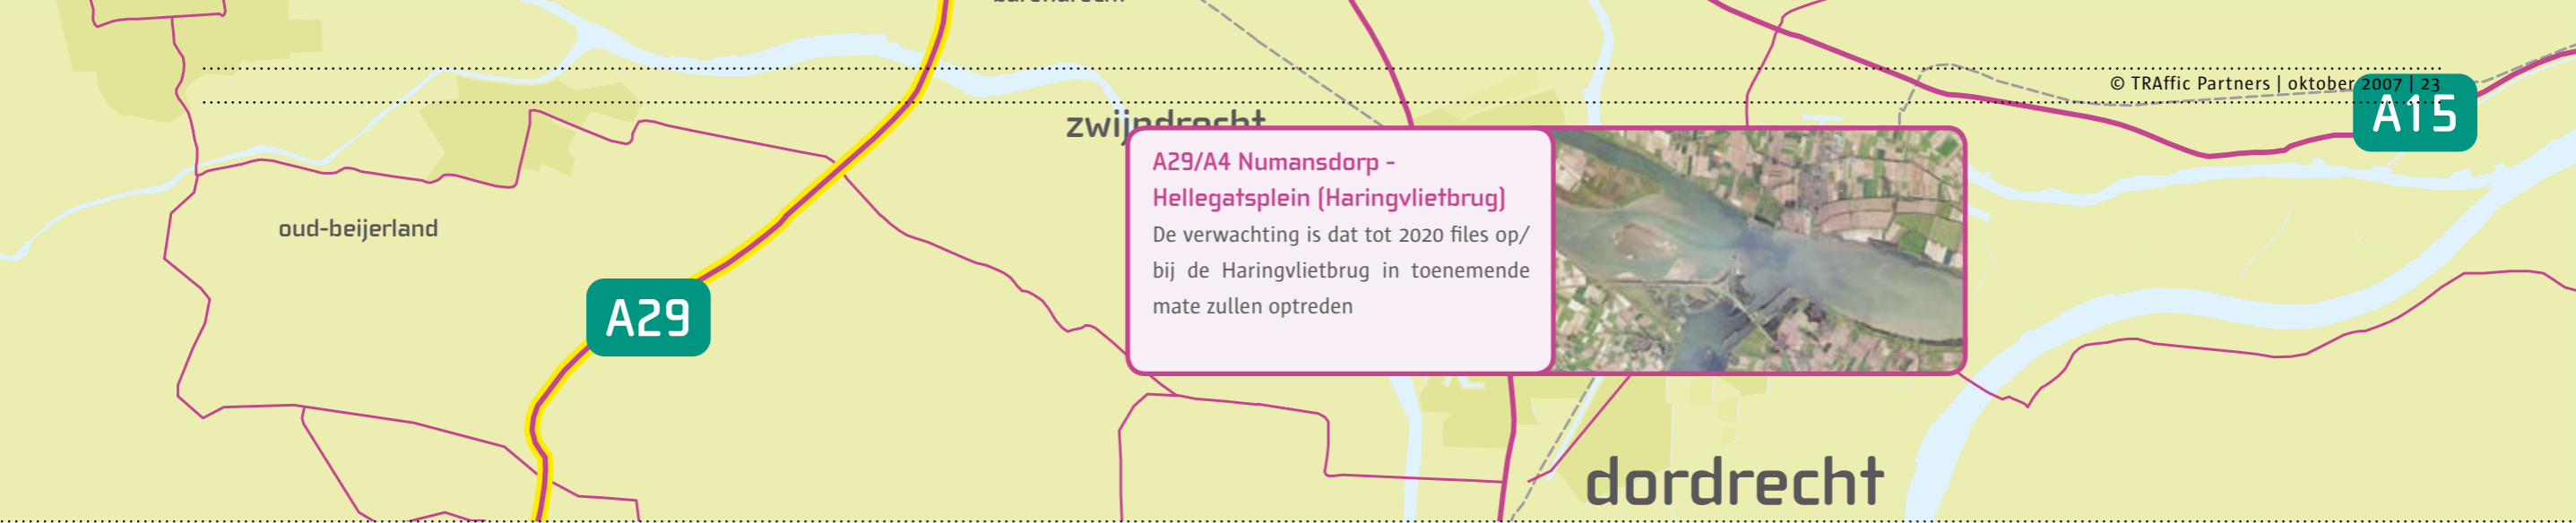 © TRAffic Partners | oktober 2007 | 23
A15
zwijndrecht
A29/A4 Numansdorp -
Hellegatsplein (Haringvlietbrug)
De verwachting is dat tot 2020 files op/
bij de Haringvlietbrug in toenemende
mate zullen optreden
oud-beijerland
A29
dordrecht